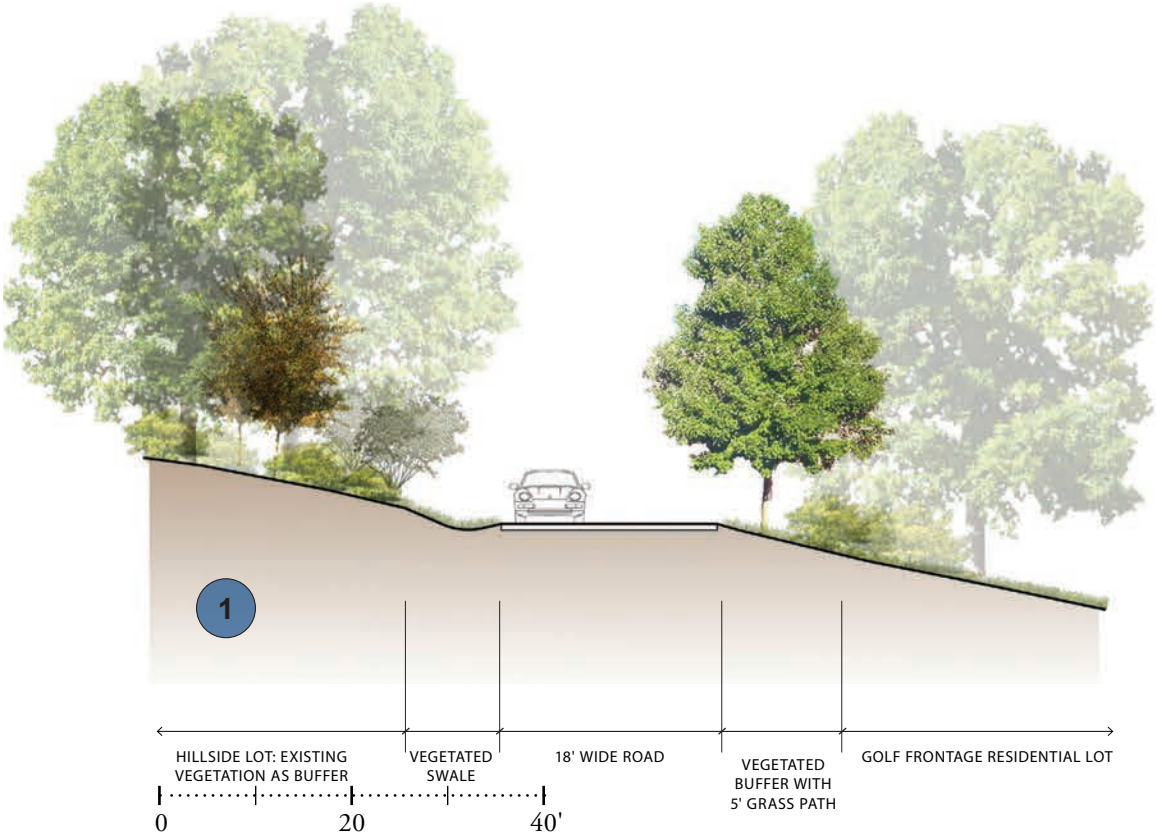 1
HILLSIDE LOT: EXISTING
VEGETATION AS BUFFER
VEGETATED
SWALE
18' WIDE ROAD
VEGETATED
BUFFER WITH
5' GRASS PATH
GOLF FRONTAGE RESIDENTIAL LOT
0 20 40'